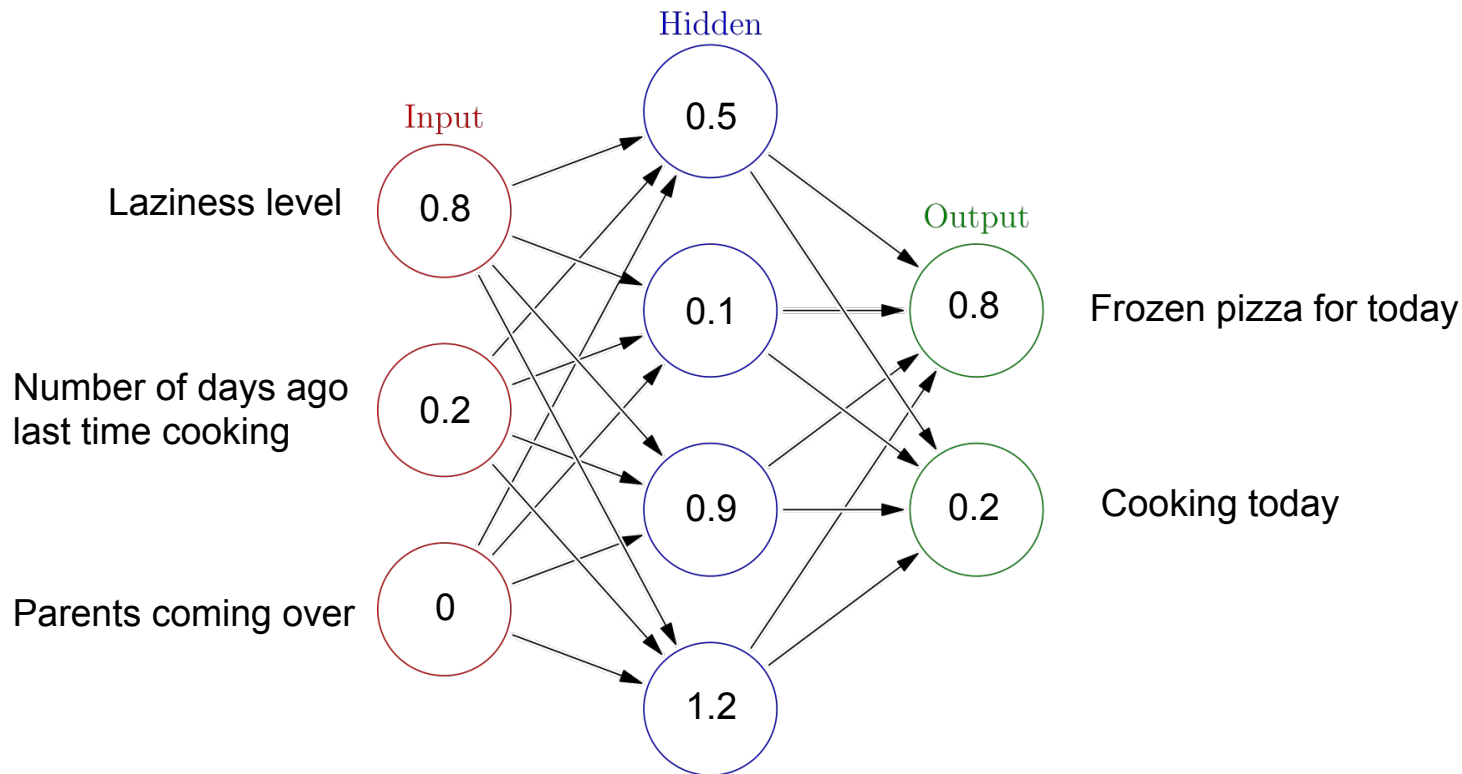 Hidden
0.5
Input
Laziness level
0.8
Output
0.1
0.8
Frozen pizza for today
Number of days ago
last time cooking
0.2
0.9
0.2
Cooking today
Parents coming over
0
1.2